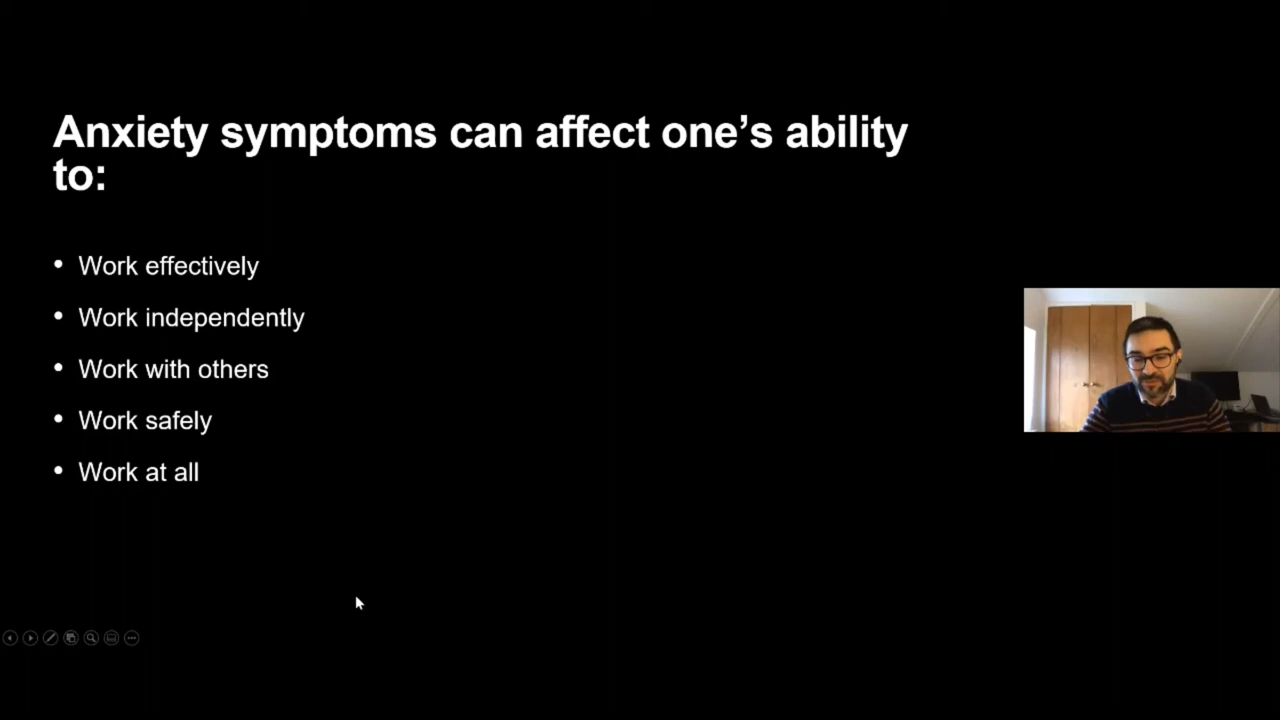 Anxiety symptoms can affect one’s ability
to:
• Work effectively
• Work independently
• Work with others
• Work safely
• Work at all